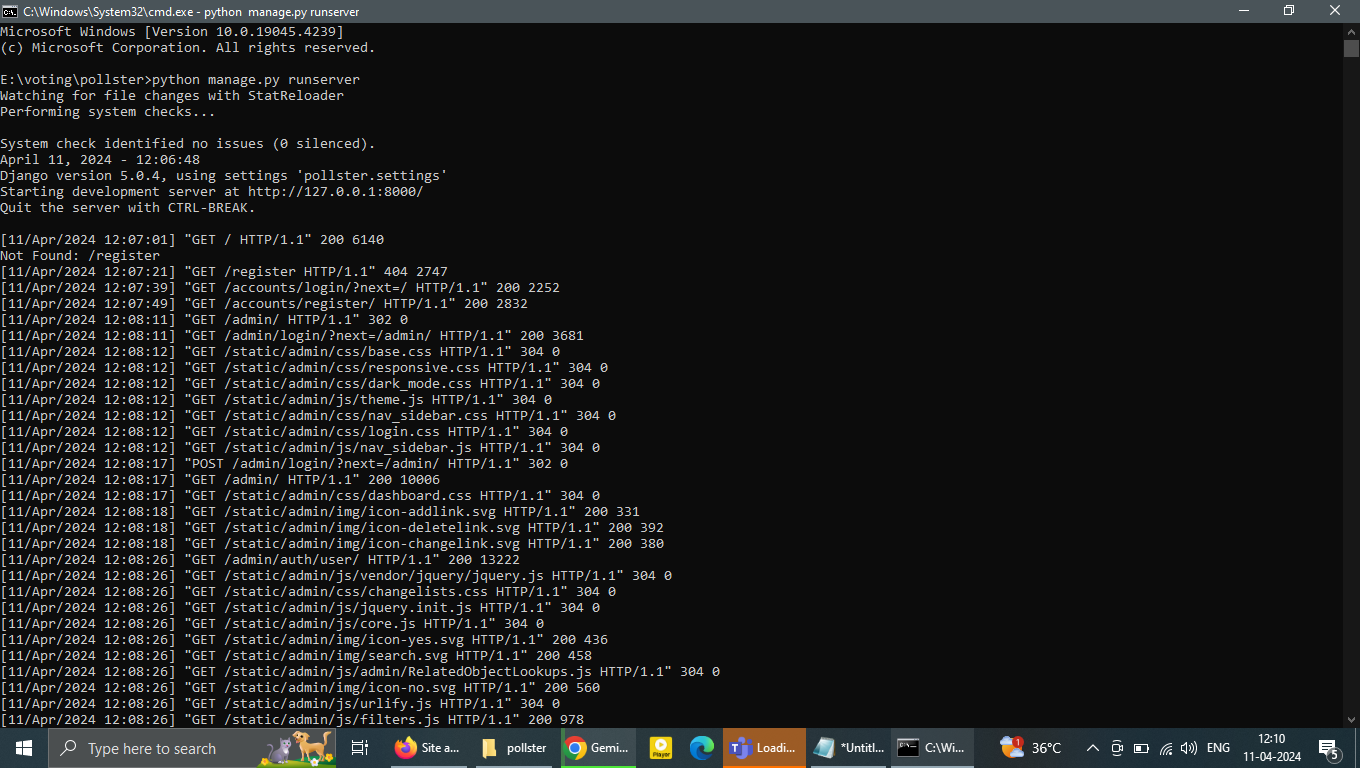 C:\Windows\System32\cmd.exe - python  manage.py runserver
Microsoft Windows [Version 10.0.19045.4239]
(c) Microsoft Corporation. All rights reserved.
E:\voting\pollster>python manage.py runserver
Watching for file changes with StatReloader
Performing system checks...
System check identified no issues (0 silenced).
April 11, 2024 - 12:06:48
Django version 5.0.4, using settings 'pollster.settings'
Starting development server at http://127.0.0.1:8000/
Quit the server with CTRL-BREAK.
[11/Apr/2024 12:07:01] "GET / HTTP/1.1" 200 6140
Not Found: /register
[11/Apr/2024 12:07:21] "GET /register HTTP/1.1" 404 2747
[11/Apr/2024 12:07:39] "GET /accounts/login/?next=/ HTTP/1.1" 200 2252
[11/Apr/2024 12:07:49] "GET /accounts/register/ HTTP/1.1" 200 2832
[11/Apr/2024 12:08:11] "GET /admin/ HTTP/1.1" 302 0
[11/Apr/2024 12:08:11] "GET /admin/login/?next=/admin/ HTTP/1.1" 200 3681
[11/Apr/2024 12:08:12] "GET /static/admin/css/base.css HTTP/1.1" 304 0
[11/Apr/2024 12:08:12] "GET /static/admin/css/responsive.css HTTP/1.1" 304 0
[11/Apr/2024 12:08:12] "GET /static/admin/css/dark_mode.css HTTP/1.1" 304 0
[11/Apr/2024 12:08:12] "GET /static/admin/js/theme.js HTTP/1.1" 304 0
[11/Apr/2024 12:08:12] "GET /static/admin/css/nav_sidebar.css HTTP/1.1" 304 0
[11/Apr/2024 12:08:12] "GET /static/admin/css/login.css HTTP/1.1" 304 0
[11/Apr/2024 12:08:12] "GET /static/admin/js/nav_sidebar.js HTTP/1.1" 304 0
[11/Apr/2024 12:08:17] "POST /admin/login/?next=/admin/ HTTP/1.1" 302 0
[11/Apr/2024 12:08:17] "GET /admin/ HTTP/1.1" 200 10006
[11/Apr/2024 12:08:17] "GET /static/admin/css/dashboard.css HTTP/1.1" 304 0
[11/Apr/2024 12:08:18] "GET /static/admin/img/icon-addlink.svg HTTP/1.1" 200 331
[11/Apr/2024 12:08:18] "GET /static/admin/img/icon-deletelink.svg HTTP/1.1" 200 392
[11/Apr/2024 12:08:18] "GET /static/admin/img/icon-changelink.svg HTTP/1.1" 200 380
[11/Apr/2024 12:08:26] "GET /admin/auth/user/ HTTP/1.1" 200 13222
[11/Apr/2024 12:08:26] "GET /static/admin/js/vendor/jquery/jquery.js HTTP/1.1" 304 0
[11/Apr/2024 12:08:26] "GET /static/admin/css/changelists.css HTTP/1.1" 304 0
[11/Apr/2024 12:08:26] "GET /static/admin/js/jquery.init.js HTTP/1.1" 304 0
[11/Apr/2024 12:08:26] "GET /static/admin/js/core.js HTTP/1.1" 304 0
[11/Apr/2024 12:08:26] "GET /static/admin/img/icon-yes.svg HTTP/1.1" 200 436
[11/Apr/2024 12:08:26] "GET /static/admin/img/search.svg HTTP/1.1" 200 458
[11/Apr/2024 12:08:26] "GET /static/admin/js/admin/RelatedObjectLookups.js HTTP/1.1" 304 0
[11/Apr/2024 12:08:26] "GET /static/admin/img/icon-no.svg HTTP/1.1" 200 560
[11/Apr/2024 12:08:26] "GET /static/admin/js/urlify.js HTTP/1.1" 304 0
[11/Apr/2024 12:08:26] "GET /static/admin/js/filters.js HTTP/1.1" 200 978
Type here to search Site a... pollster Gemi... Player Loadi... *Untitl... C:\Wi... 1 36°C ENG 12:10 5
11-04-2024